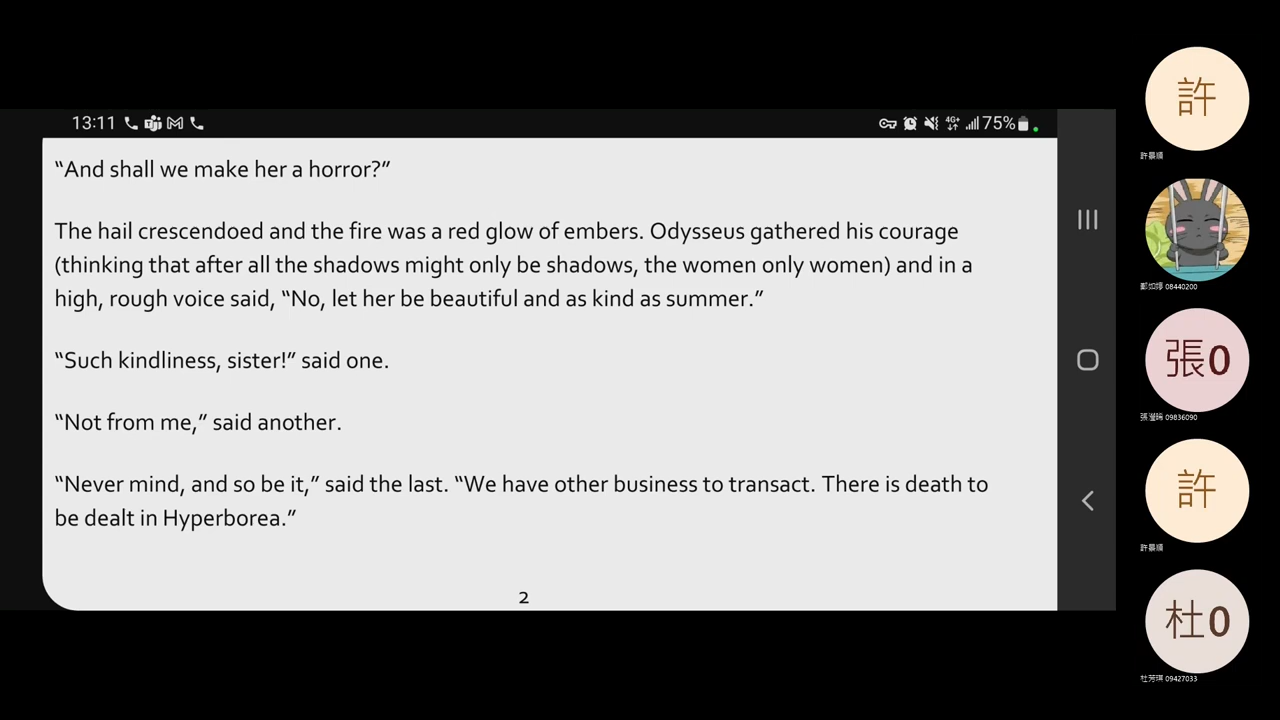 13:11
4G+
75%
“And shall we make her a horror?”
The hail crescendoed and the fire was a red glow of embers. Odysseus gathered his courage
(thinking that after all the shadows might only be shadows, the women only women) and in a
high, rough voice said, “No, let her be beautiful and as kind as summer.”
“Such kindliness, sister!” said one.
“Not from me,” said another.
“Never mind, and so be it,” said the last. “We have other business to transact. There is death to
be dealt in Hyperborea.”
2
許
08440200
張0
09836090
許
杜0
09427033